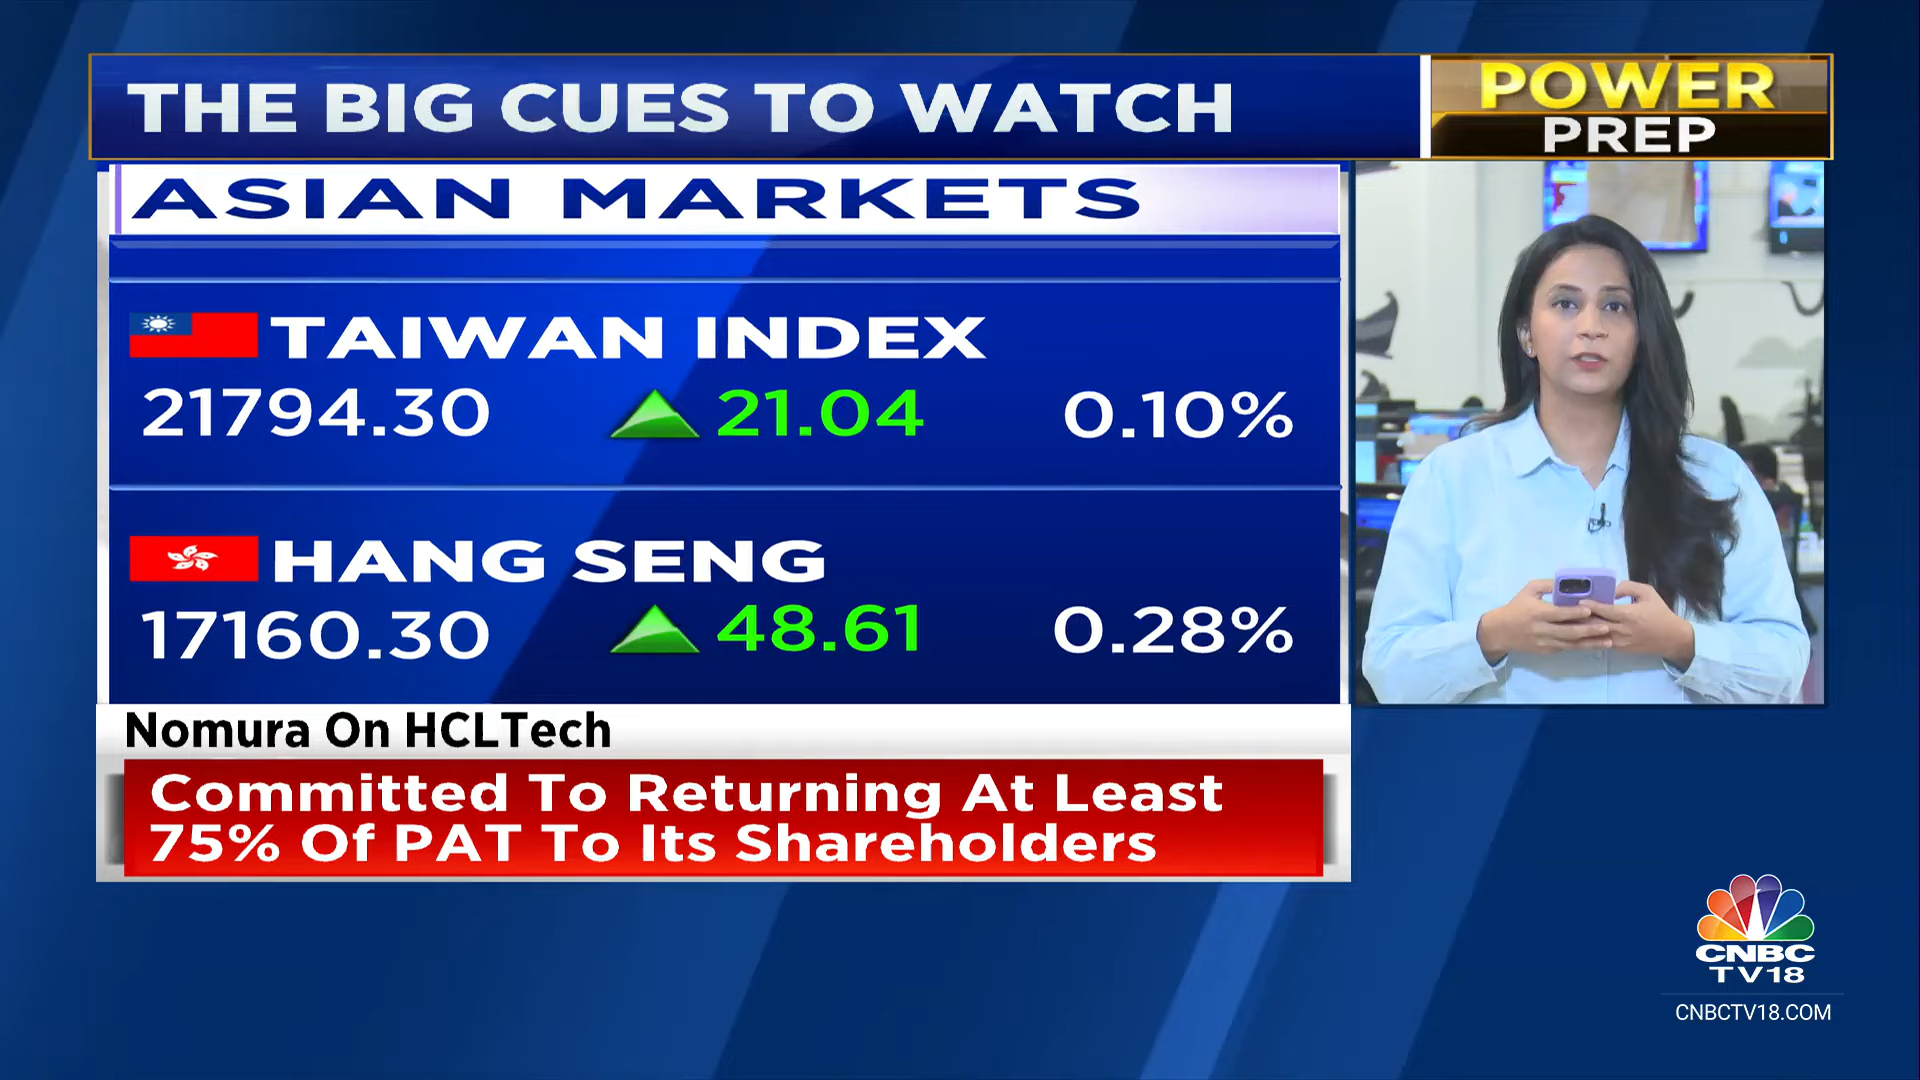 THE BIG CUES TO WATCH
POWER
PREP
ASIAN MARKETS
TAIWAN INDEX
21794.30 21.04 0.10%
HANG SENG
17160.30 48.61 0.28%
Nomura On HCLTech
Committed To Returning At Least
75% Of PAT To Its Shareholders
CNBC
TV18
CNBCTV18.COM